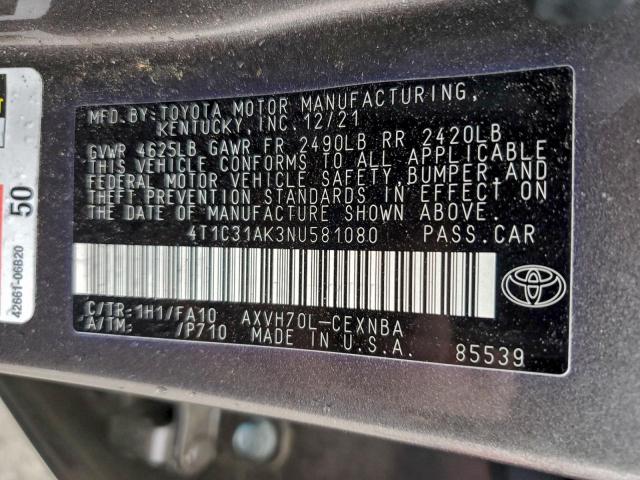 MFD.BY:TOYOTA MOTOR MANUFACTURING,
KENTUCKY,INC.12/21
GVWR 4625LB GAWR FR 2490LB RR 2420LB
THIS VEHICLE CONFORMS TO ALL APPLICABLE
FEDERAL MOTOR VEHICLE SAFETY,BUMPER,AND
THEFT PREVENTION STANDARDS IN EFFECT ON
THE DATE OF MANUFACTURE SHOWN ABOVE.
4T1C31AK3NU581080 PASS.CAR
C/TR:1H1/FA10 AXVH70L-CEXNBA
A/TM: /P710 MADE IN U.S.A. 85539
50
42661-06B20